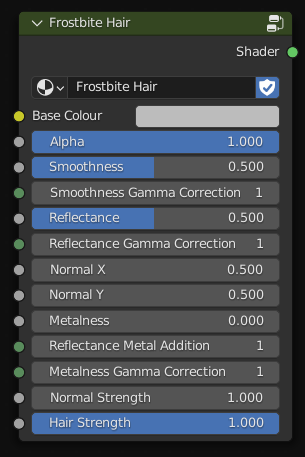 Frostbite Hair
Shader
Frostbite Hair
Base Colour
Alpha 1.000
Smoothness 0.500
Smoothness Gamma Correction 1
Reflectance 0.500
Reflectance Gamma Correction 1
Normal X 0.500
Normal Y 0.500
Metalness 0.000
Reflectance Metal Addition 1
Metalness Gamma Correction 1
Normal Strength 1.000
Hair Strength 1.000